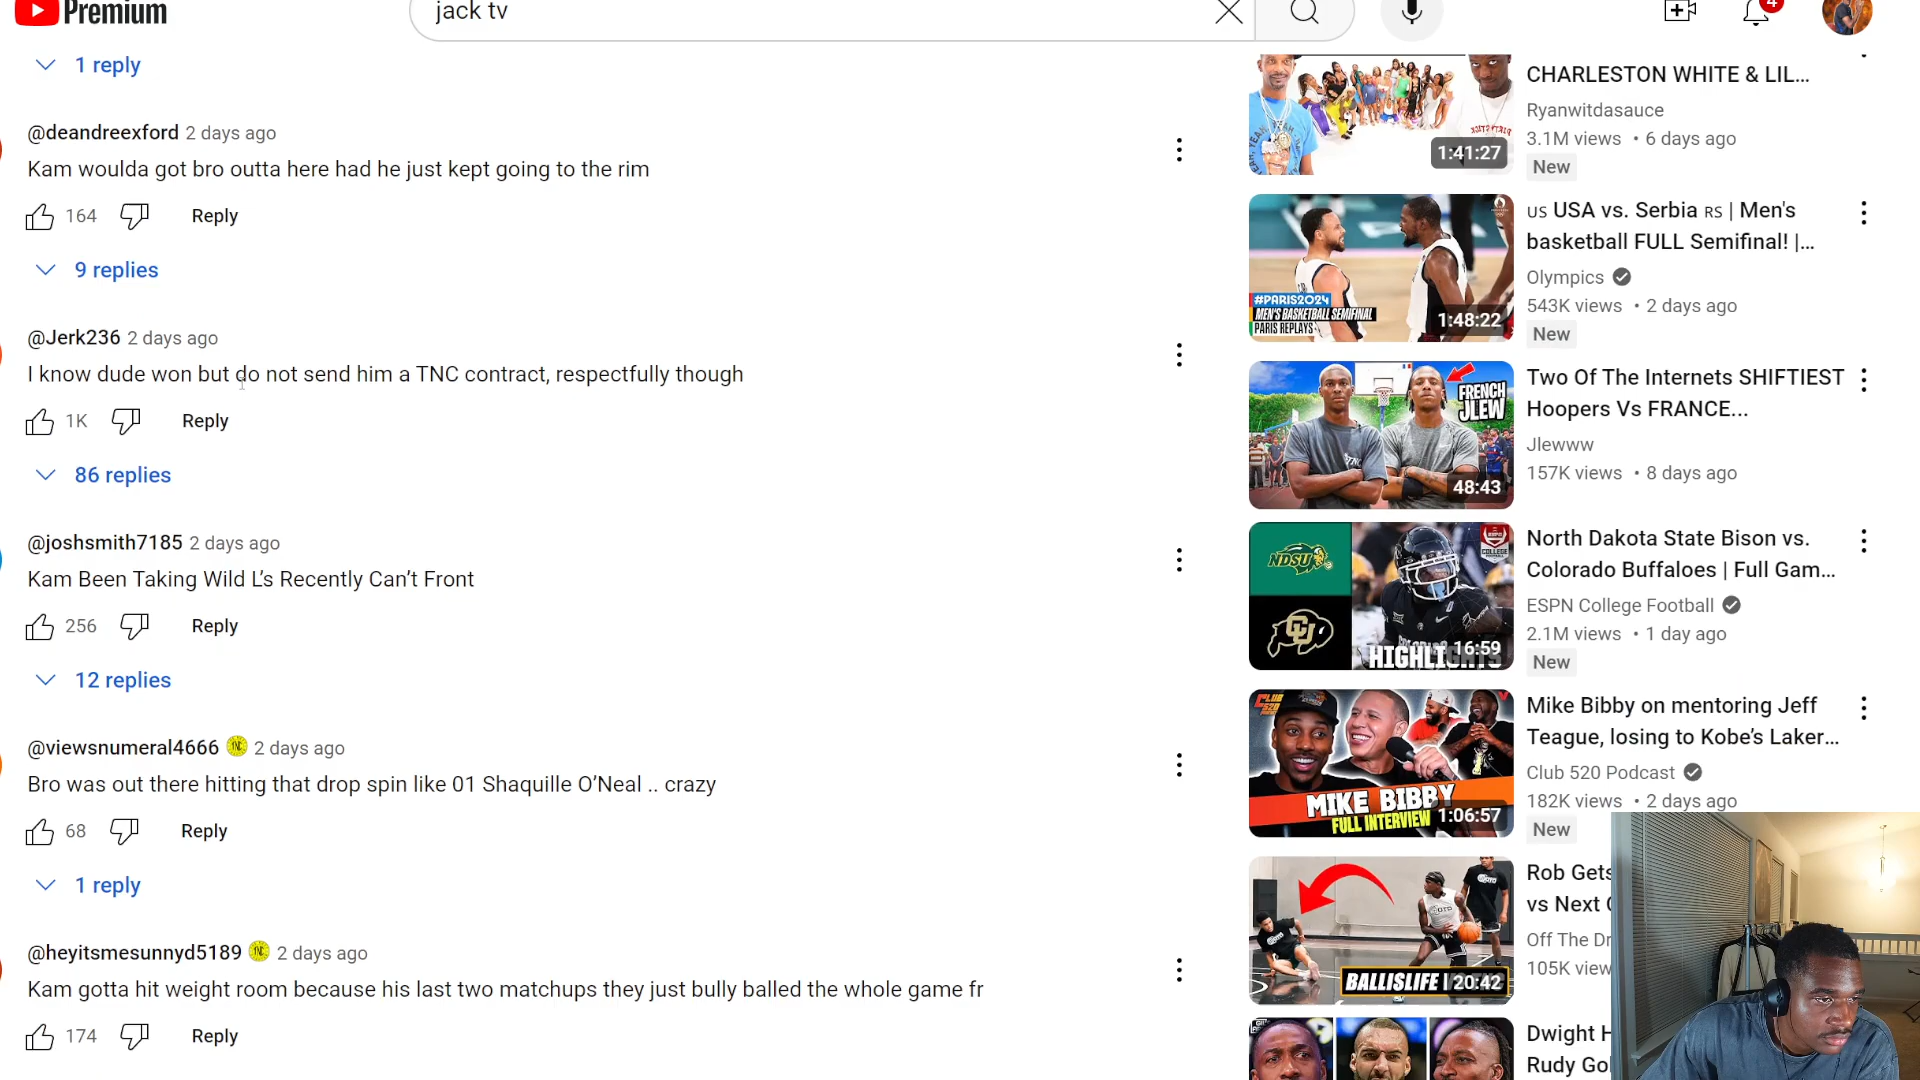 Premium
jack tv
4
1 reply
@deandreexford 2 days ago
Kam woulda got bro outta here had he just kept going to the rim
164 Reply
9 replies
@Jerk236 2 days ago
I know dude won but do not send him a TNC contract, respectfully though
1K Reply
86 replies
@joshsmith7185 2 days ago
Kam Been Taking Wild L’s Recently Can’t Front
256 Reply
12 replies
@viewsnumeral4666 2 days ago
Bro was out there hitting that drop spin like 01 Shaquille O’Neal .. crazy
68 Reply
1 reply
@heyitsmesunnyd5189 2 days ago
Kam gotta hit weight room because his last two matchups they just bully balled the whole game fr
174 Reply
1:41:27
CHARLESTON WHITE & LIL...
Ryanwitdasauce
3.1M views • 6 days ago
New
#PARIS2024
MEN'S BASKETBALL SEMIFINAL
PARIS REPLAYS
1:48:22
US USA vs. Serbia RS | Men's
basketball FULL Semifinal! |...
Olympics
543K views • 2 days ago
New
FRENCH
JLEW
TNC
48:43
Two Of The Internets SHIFTIEST
Hoopers Vs FRANCE...
Jlewww
157K views • 8 days ago
NDSU
CU
ESPN
COLLEGE
FOOTBALL
HIGHLIGHTS
16:59
North Dakota State Bison vs.
Colorado Buffaloes | Full Gam...
ESPN College Football
2.1M views • 1 day ago
New
CLUB
520
MIKE BIBBY
FULL INTERVIEW
1:06:57
Mike Bibby on mentoring Jeff
Teague, losing to Kobe’s Laker...
Club 520 Podcast
182K views • 2 days ago
New
BALLISLIFE |
20:42
Rob Gets
vs Next
Off The Dr
105K view
Dwight H
Rudy Go